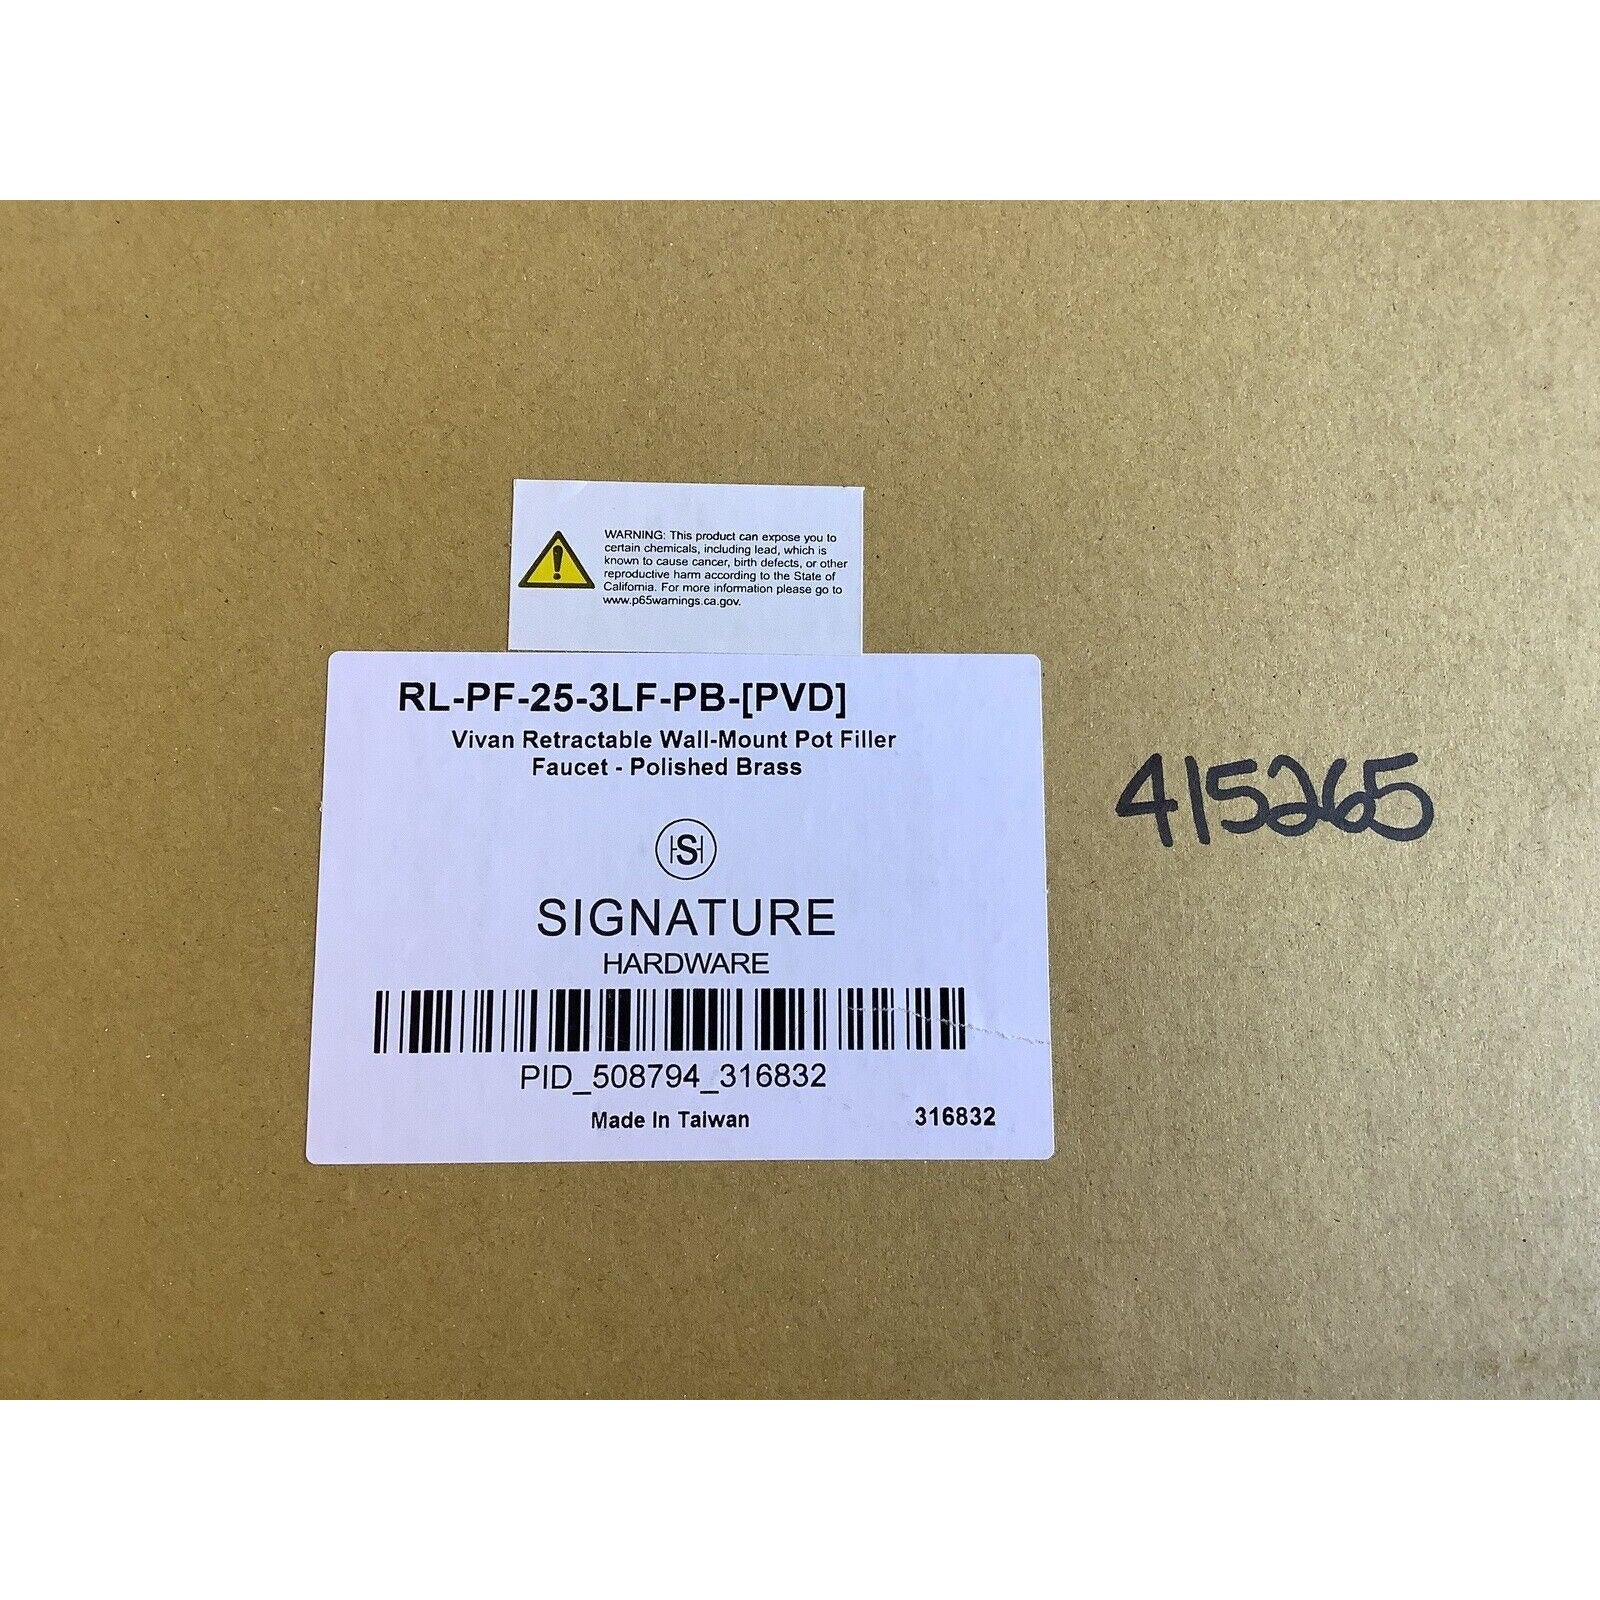 WARNING: This product can expose you to
certain chemicals, including lead, which is
known to cause cancer, birth defects, or other
reproductive harm according to the State of
California. For more information please go to
www.p65warnings.ca.gov.
RL-PF-25-3LF-PB-[PVD]
Vivan Retractable Wall-Mount Pot Filler
Faucet - Polished Brass
HSH
SIGNATURE
HARDWARE
PID_508794_316832
Made In Taiwan 316832
415265